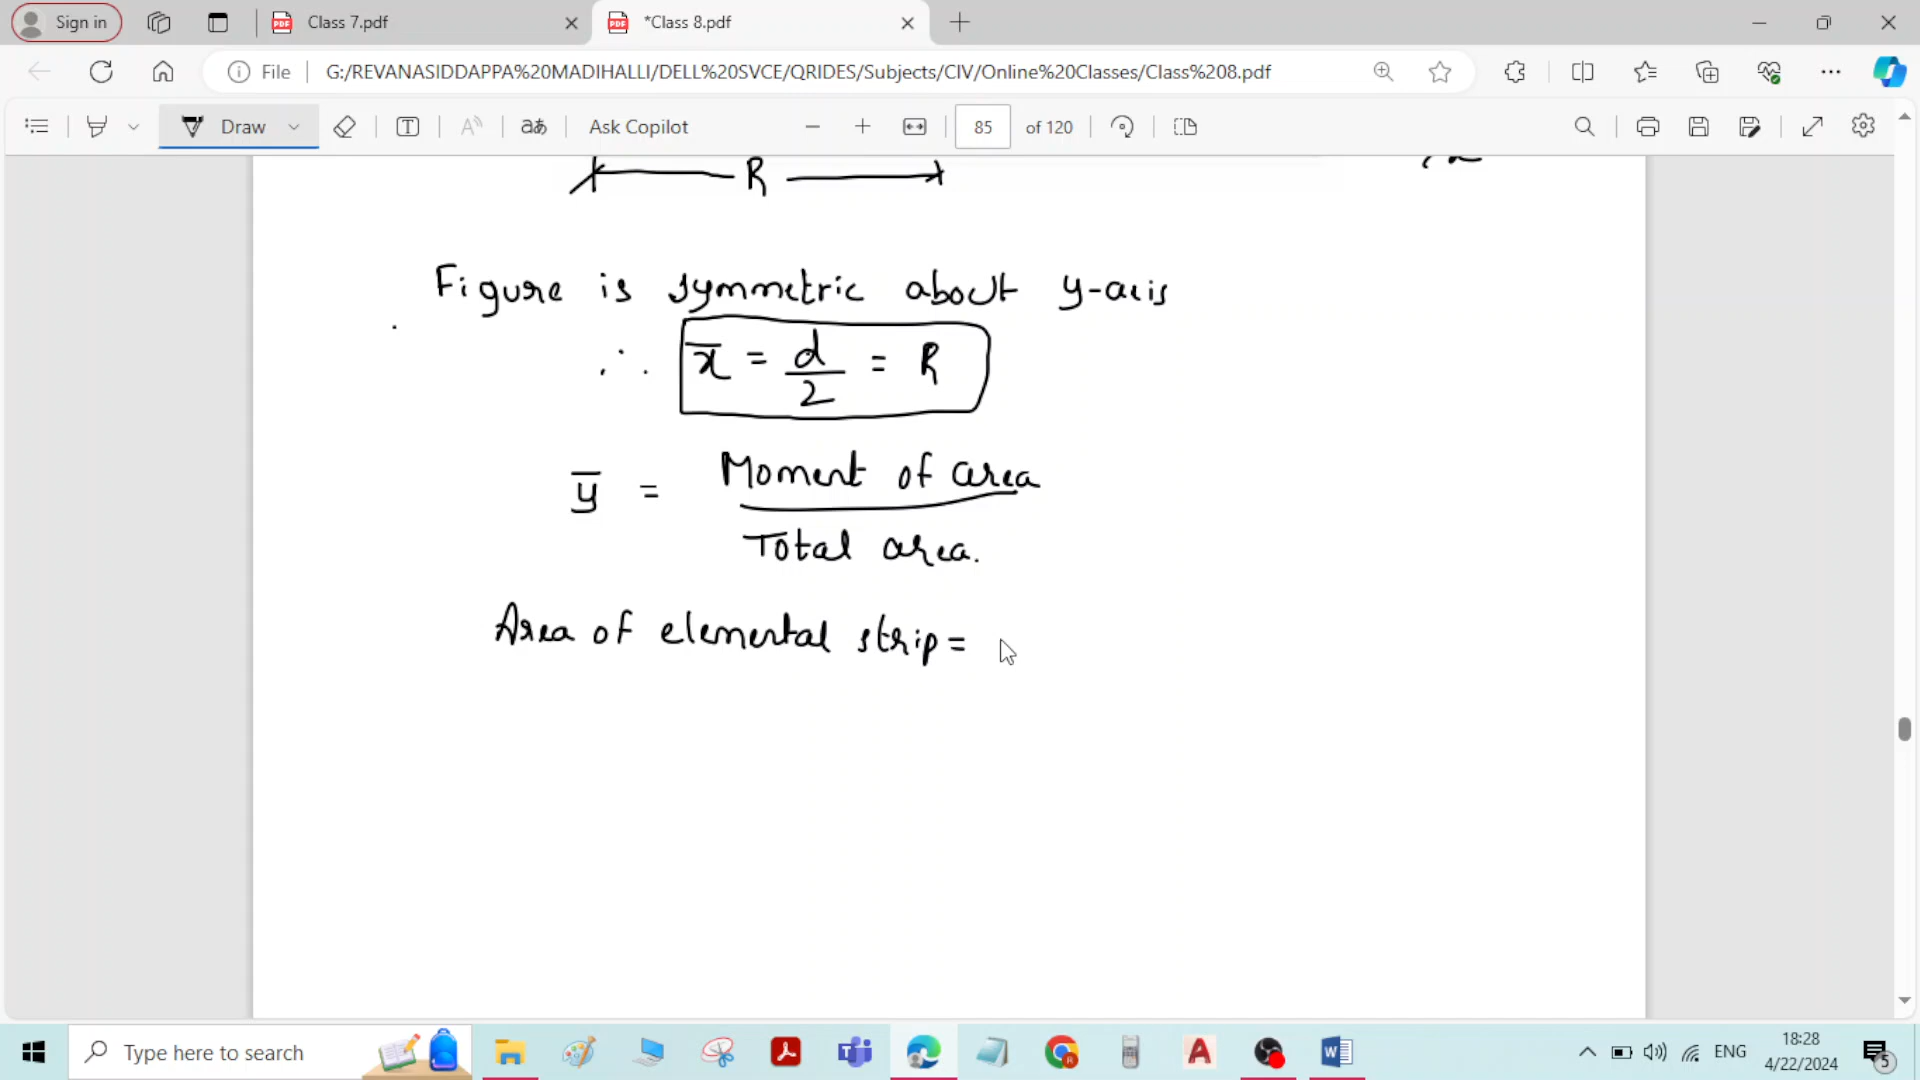 Sign in
Class 7.pdf
*Class 8.pdf
File
G:/REVANASIDDAPPA%20MADIHALLI/DELL%20SVCE/QRIDES/Subjects/CIV/Online%20Classes/Class%208.pdf
Draw
Ask Copilot
85 of 120
R
Figure is symmetric about y-axis
∴ x̄ = d/2 = R
ȳ = Moment of area / Total area.
Area of elemental strip =
Type here to search
ENG
18:28
4/22/2024
5